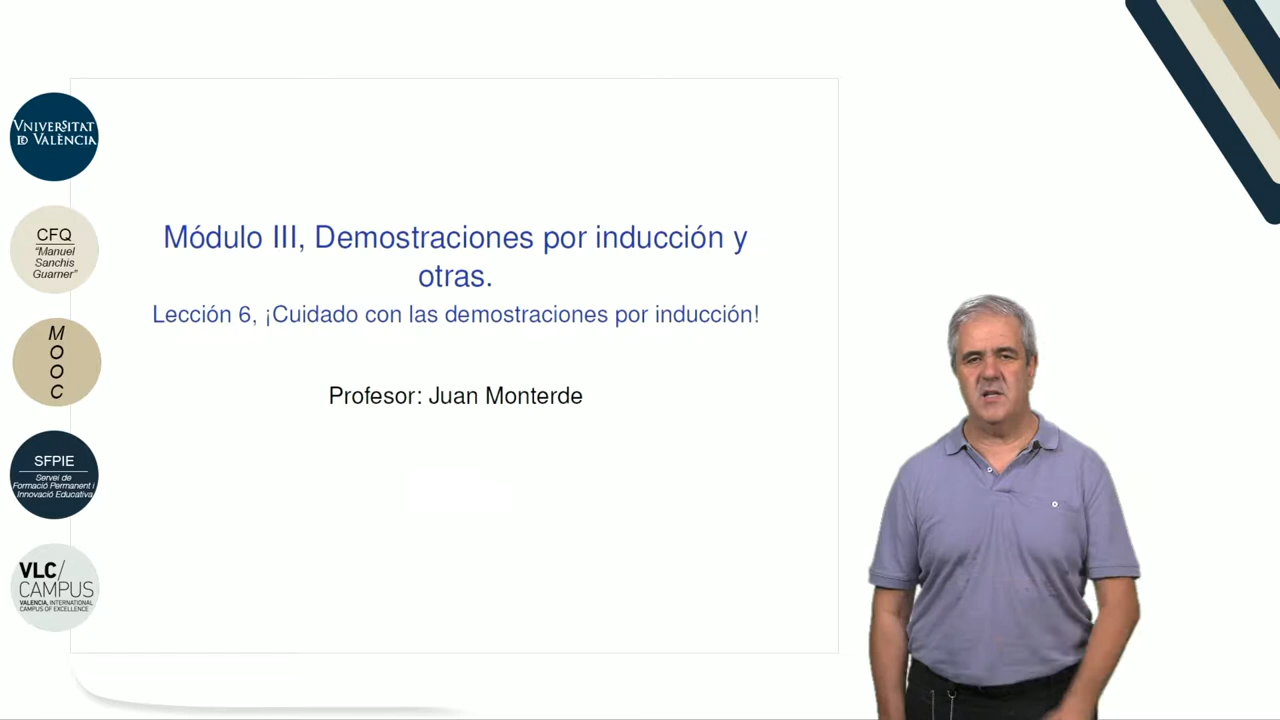 VNIVERSITAT
ID VALÈNCIA
CFQ
“Manuel
Sanchis
Guarner”
M
O
O
C
SFPIE
Servei de
Formació Permanent i
Innovació Educativa
VLC/
CAMPUS
VALENCIA, INTERNATIONAL
CAMPUS OF EXCELLENCE
Módulo III, Demostraciones por inducción y
otras.
Lección 6, ¡Cuidado con las demostraciones por inducción!
Profesor: Juan Monterde